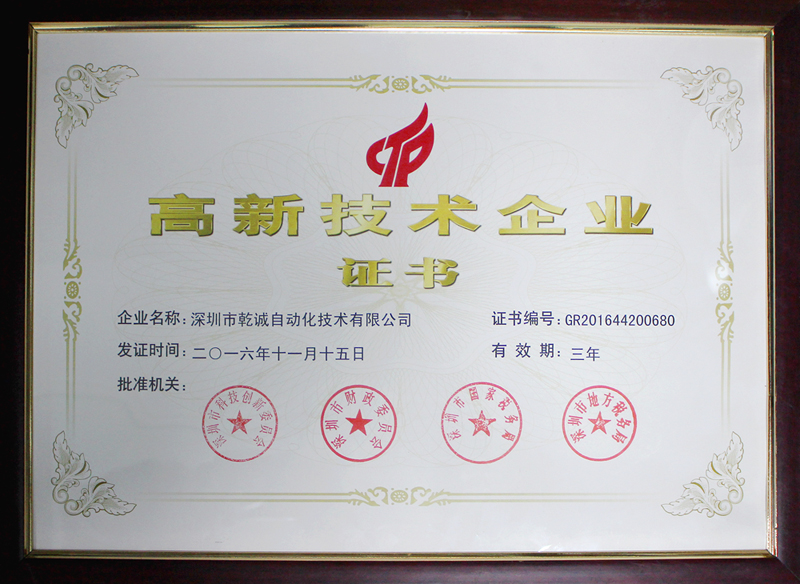 高新技术企业
证书
企业名称:深圳市乾诚自动化技术有限公司
证书编号:GR201644200680
发证时间:二〇一六年十一月十五日
有效期:三年
批准机关:
深圳市科技创新委员会
深圳市财政委员会
深圳市国家税务局
深圳市地方税务局